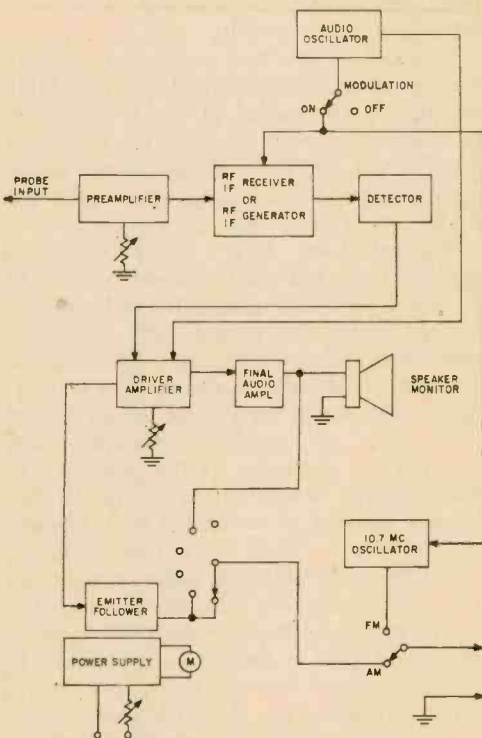 AUDIO
OSCILLATOR
MODULATION
ON
OFF
PROBE
INPUT
PREAMPLIFIER
RF
IF RECEIVER
OR
RF
IF GENERATOR
DETECTOR
DRIVER
AMPLIFIER
FINAL
AUDIO
AMPL
SPEAKER
MONITOR
10.7 MC
OSCILLATOR
EMITTER
FOLLOWER
FM
POWER SUPPLY
M
AM